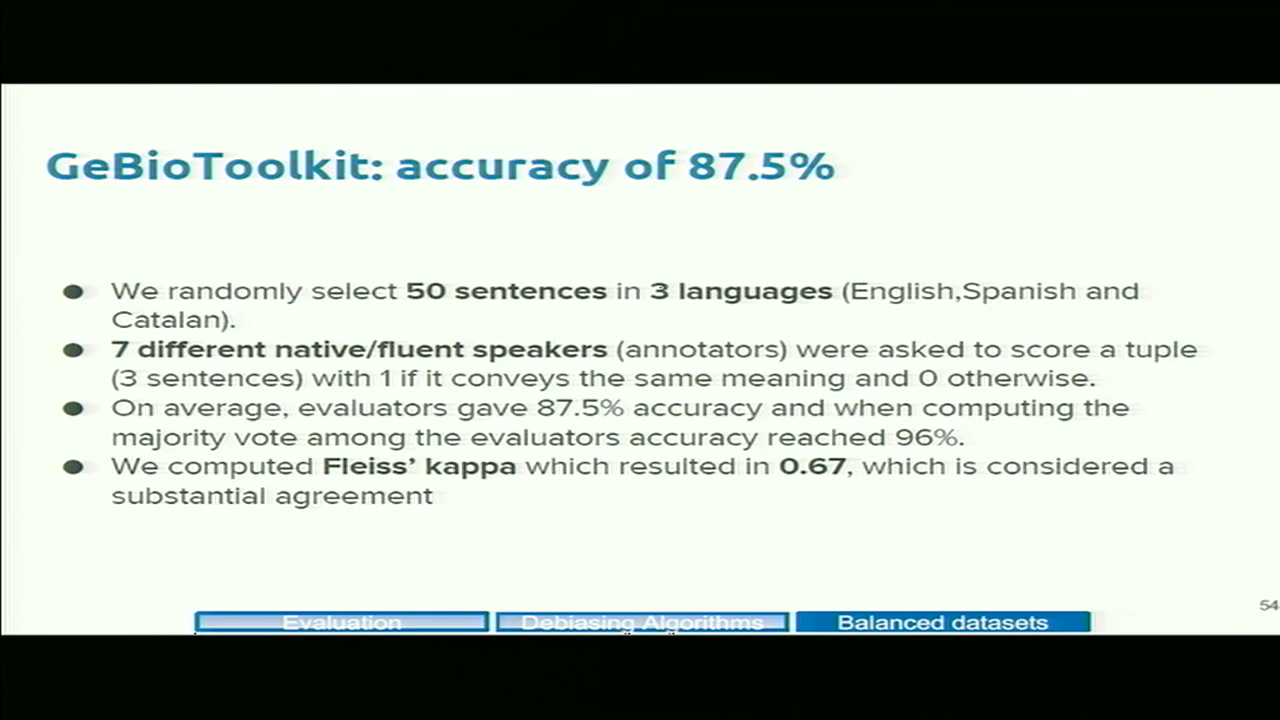 GeBioToolkit: accuracy of 87.5%
● We randomly select 50 sentences in 3 languages (English,Spanish and
Catalan).
● 7 different native/fluent speakers (annotators) were asked to score a tuple
(3 sentences) with 1 if it conveys the same meaning and 0 otherwise.
● On average, evaluators gave 87.5% accuracy and when computing the
majority vote among the evaluators accuracy reached 96%.
● We computed Fleiss’ kappa which resulted in 0.67, which is considered a
substantial agreement
54
Evaluation
Debiasing Algorithms
Balanced datasets